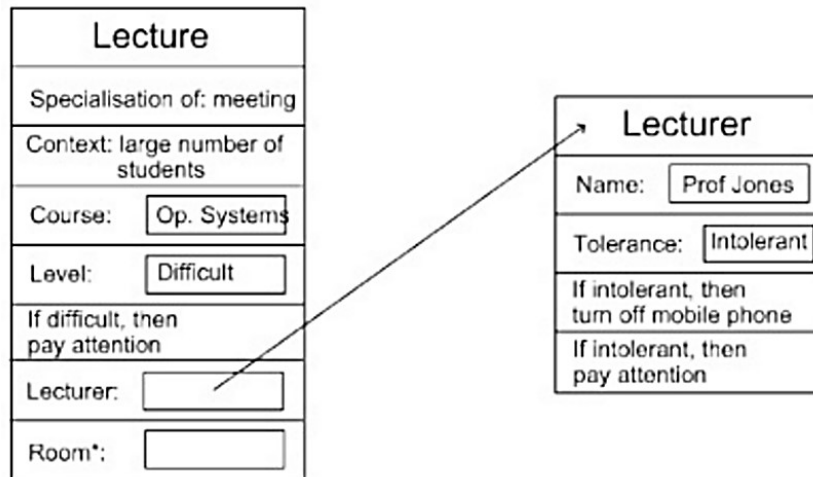 Lecture
Specialisation of: meeting
Context: large number of
students
Course: Op. Systems
Level: Difficult
If difficult, then
pay attention
Lecturer:
Room*:
Lecturer
Name: Prof Jones
Tolerance: Intolerant
If intolerant, then
turn off mobile phone
If intolerant, then
pay attention